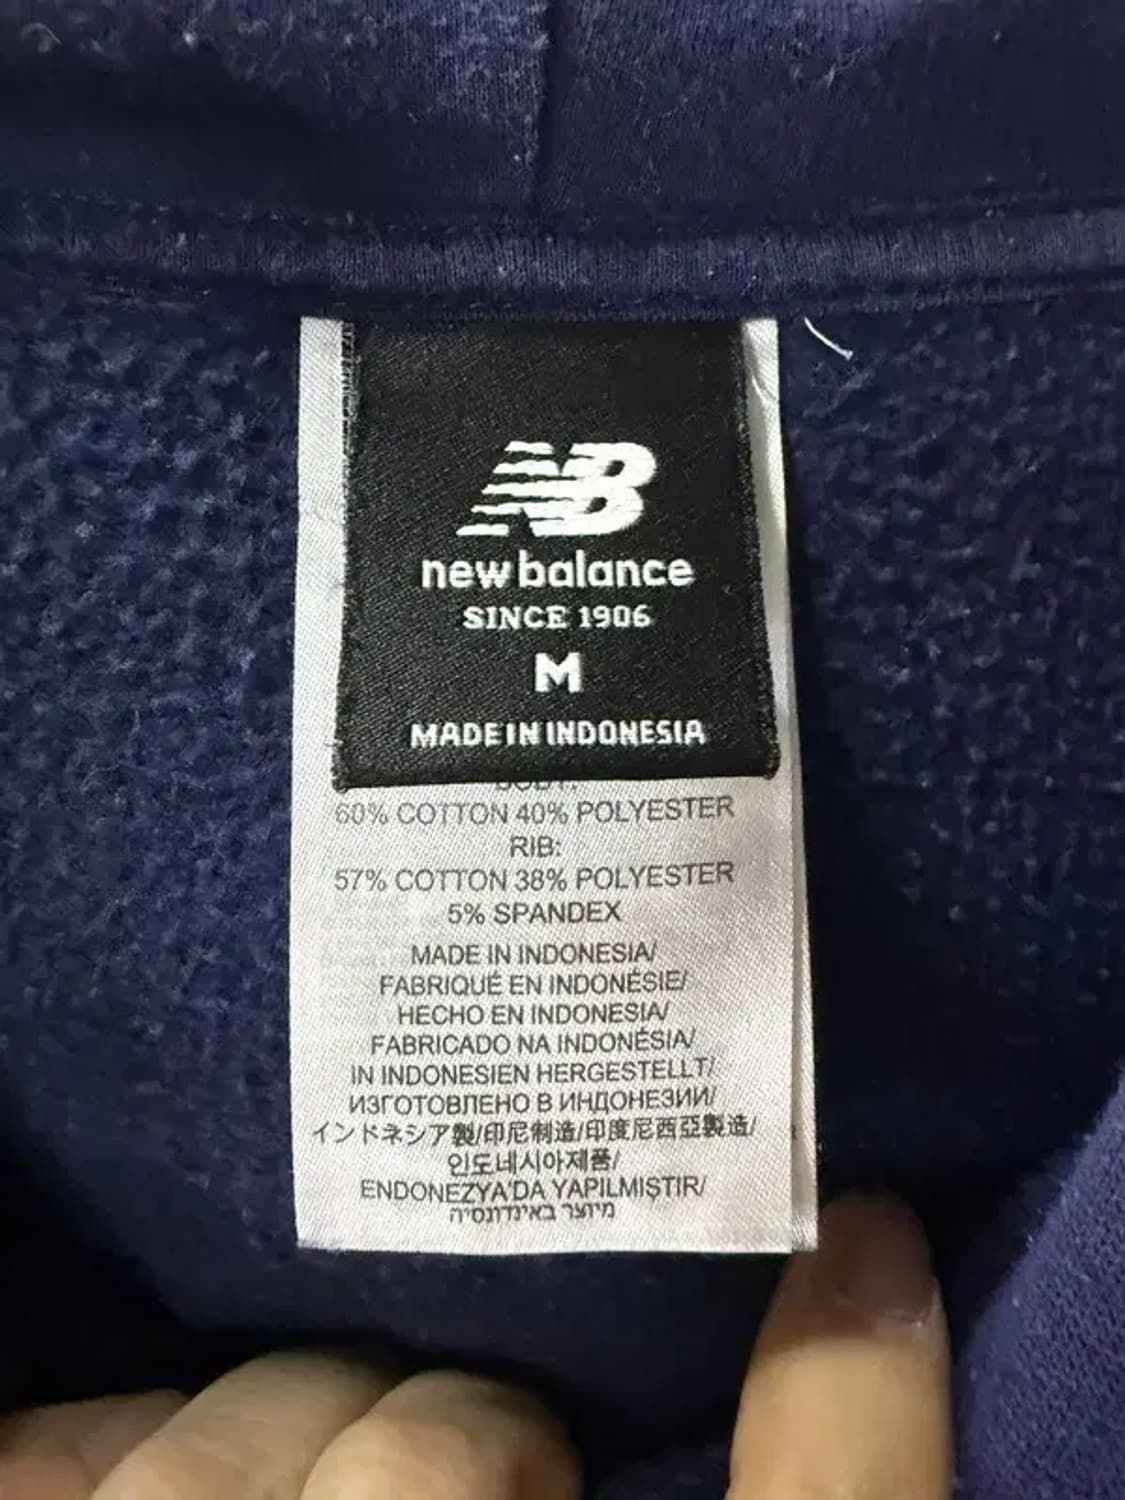 NB
new balance
SINCE 1906
M
MADE IN INDONESIA
BODY:
60% COTTON 40% POLYESTER
RIB:
57% COTTON 38% POLYESTER
5% SPANDEX
MADE IN INDONESIA/
FABRIQUÉ EN INDONÉSIE/
HECHO EN INDONESIA/
FABRICADO NA INDONÉSIA/
IN INDONESIEN HERGESTELLT/
ИЗГОТОВЛЕНО В ИНДОНЕЗИИ/
インドネシア製/印尼制造/印度尼西亞製造/
인도네시아제품/
ENDONEZYA'DA YAPILMIŞTIR/
מיוצר באינדונסיה